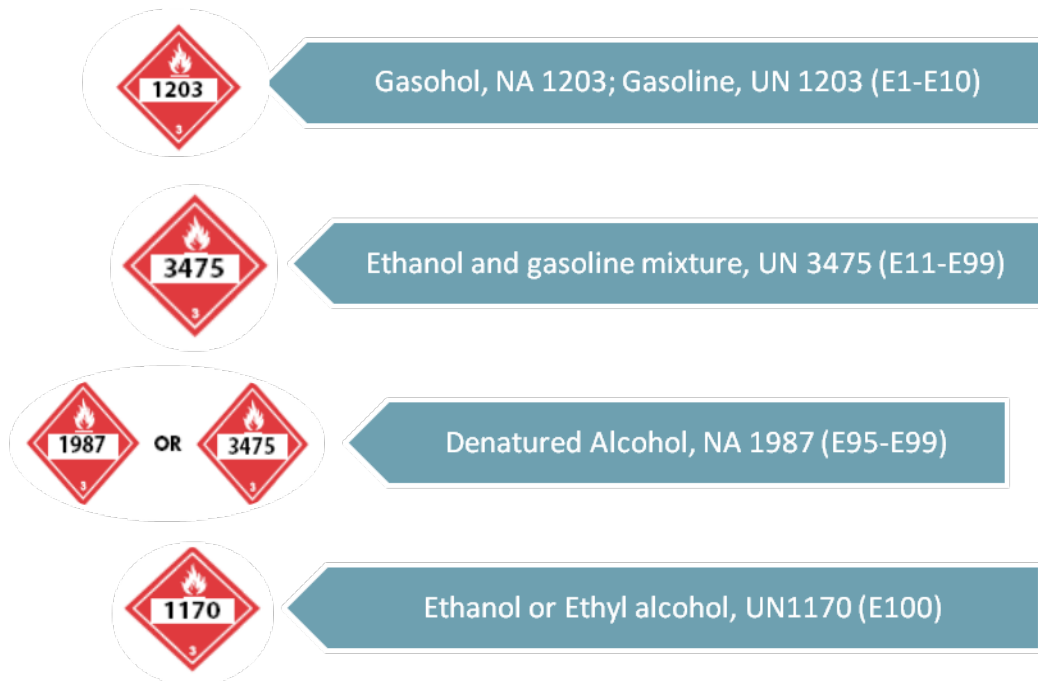 1203
3
Gasohol, NA 1203; Gasoline, UN 1203 (E1-E10)
3475
3
Ethanol and gasoline mixture, UN 3475 (E11-E99)
1987
3
OR
3475
3
Denatured Alcohol, NA 1987 (E95-E99)
1170
3
Ethanol or Ethyl alcohol, UN1170 (E100)